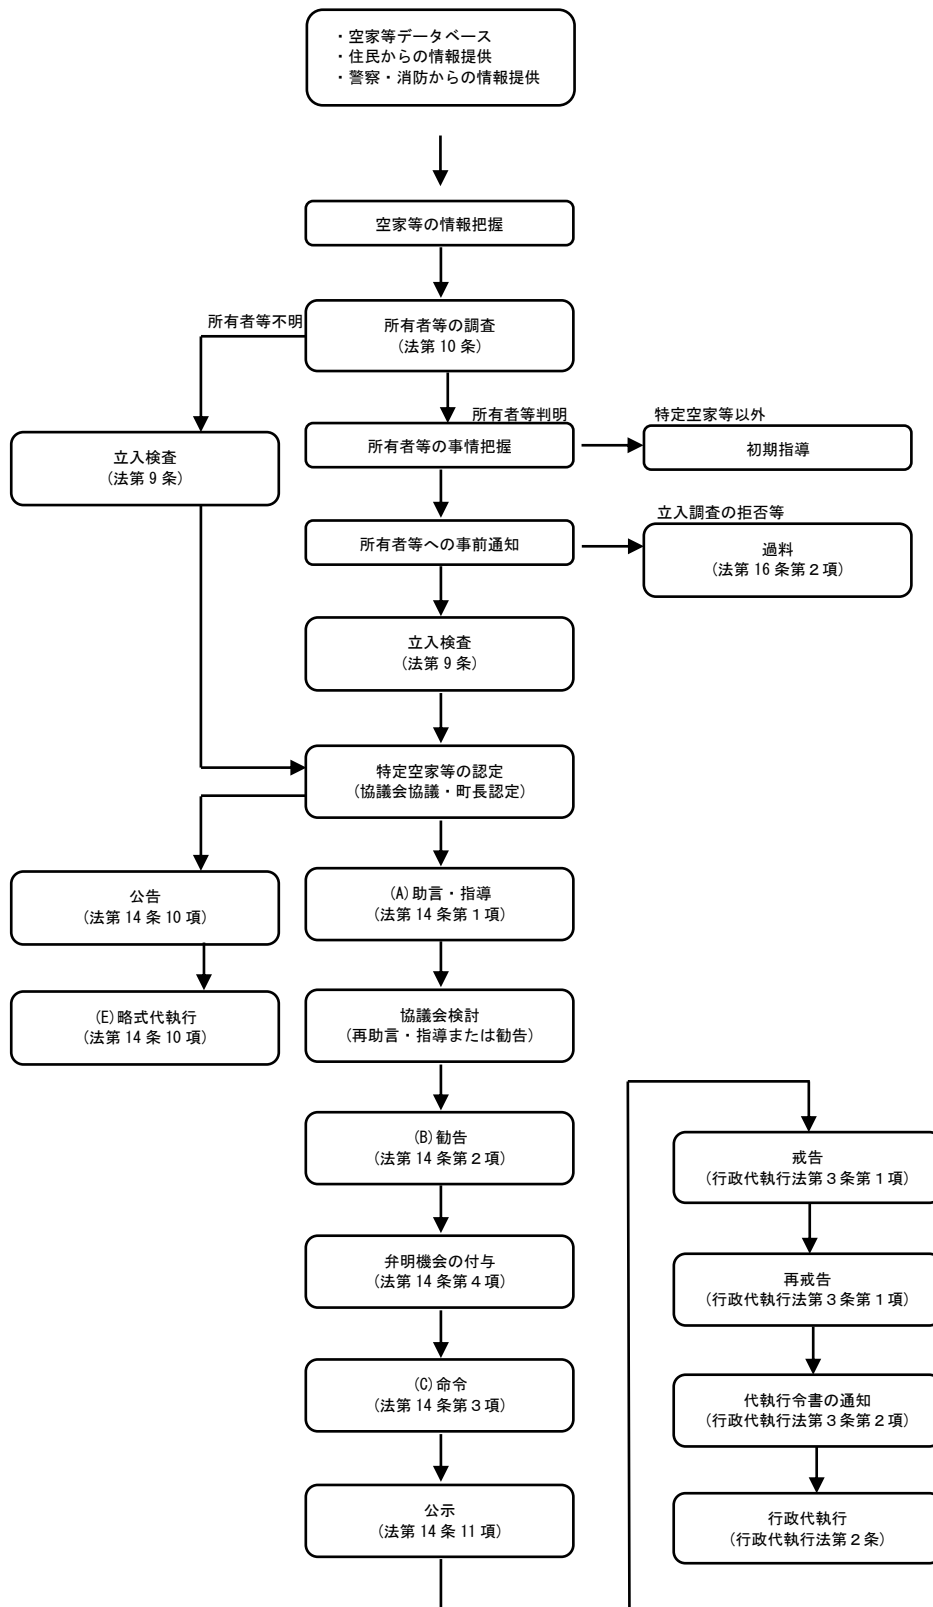 ・空家等データベース
・住民からの情報提供
・警察・消防からの情報提供
空家等の情報把握
所有者等不明
所有者等の調査
(法第 10 条)
所有者等判明
特定空家等以外
立入検査
(法第９条)
所有者等の事情把握
初期指導
立入調査の拒否等
所有者等への事前通知
過料
(法第 16 条第２項)
立入検査
(法第９条)
特定空家等の認定
(協議会協議・町長認定)
公告
(法第 14 条 10 項)
(A)助言・指導
(法第 14 条第１項)
(E)略式代執行
(法第 14 条 10 項)
協議会検討
(再助言・指導または勧告)
(B)勧告
(法第 14 条第２項)
弁明機会の付与
(法第 14 条第４項)
(C)命令
(法第 14 条第３項)
公示
(法第 14 条 11 項)
戒告
(行政代執行法第３条第１項)
再戒告
(行政代執行法第３条第１項)
代執行令書の通知
(行政代執行法第３条第２項)
行政代執行
(行政代執行法第２条)